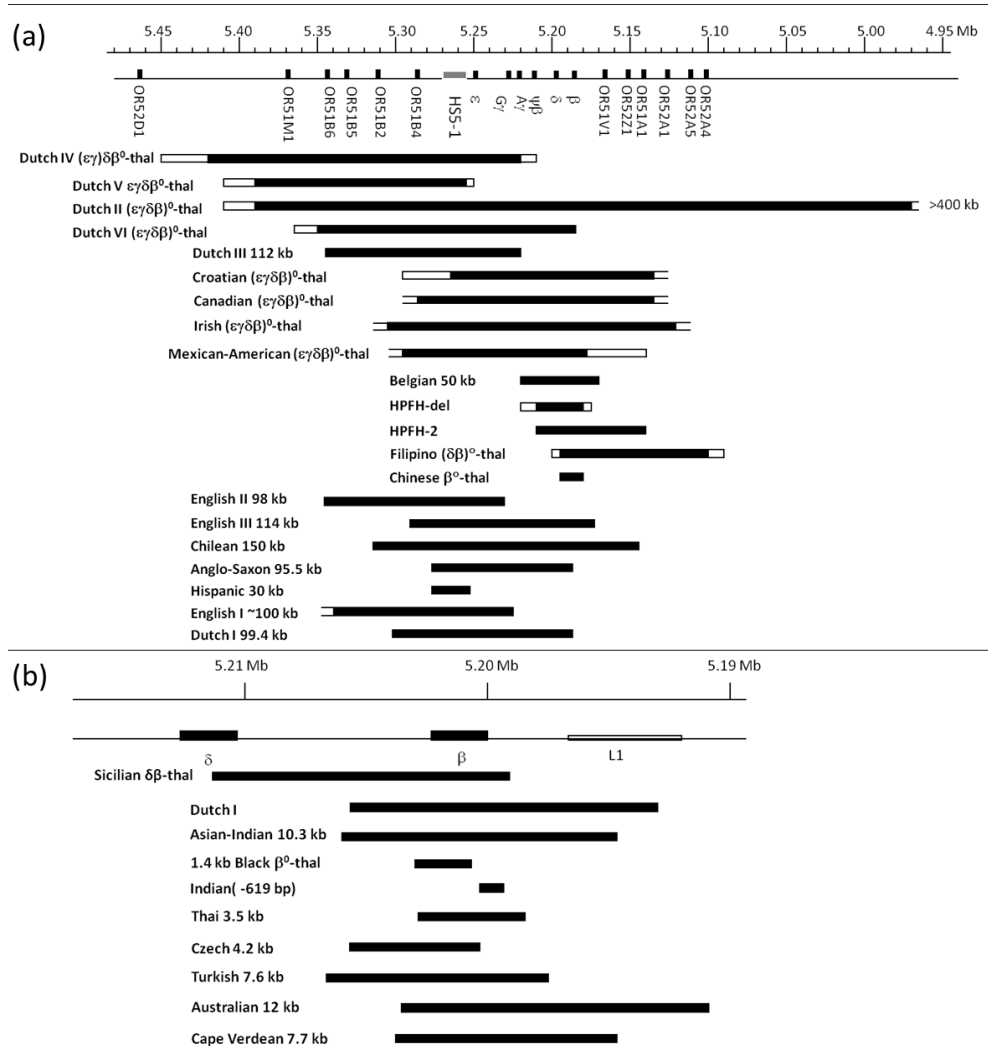 (a)
5.45 5.40 5.35 5.30 5.25 5.20 5.15 5.10 5.05 5.00 4.95 Mb
OR52D1 OR51M1 OR51B6 OR51B5 OR51B2 OR51B4 HS5-1 ε Gγ Aγ ψβ δ β OR51V1 OR52Z1 OR51A1 OR52A1 OR52A5 OR52A4
Dutch IV (εγ)δβ⁰-thal
Dutch V εγδβ⁰-thal
Dutch II (εγδβ)⁰-thal >400 kb
Dutch VI (εγδβ)⁰-thal
Dutch III 112 kb
Croatian (εγδβ)⁰-thal
Canadian (εγδβ)⁰-thal
Irish (εγδβ)⁰-thal
Mexican-American (εγδβ)⁰-thal
Belgian 50 kb
HPFH-del
HPFH-2
Filipino (δβ)⁰-thal
Chinese β⁰-thal
English II 98 kb
English III 114 kb
Chilean 150 kb
Anglo-Saxon 95.5 kb
Hispanic 30 kb
English I ~100 kb
Dutch I 99.4 kb
(b)
5.21 Mb 5.20 Mb 5.19 Mb
δ β L1
Sicilian δβ-thal
Dutch I
Asian-Indian 10.3 kb
1.4 kb Black β⁰-thal
Indian( -619 bp)
Thai 3.5 kb
Czech 4.2 kb
Turkish 7.6 kb
Australian 12 kb
Cape Verdean 7.7 kb